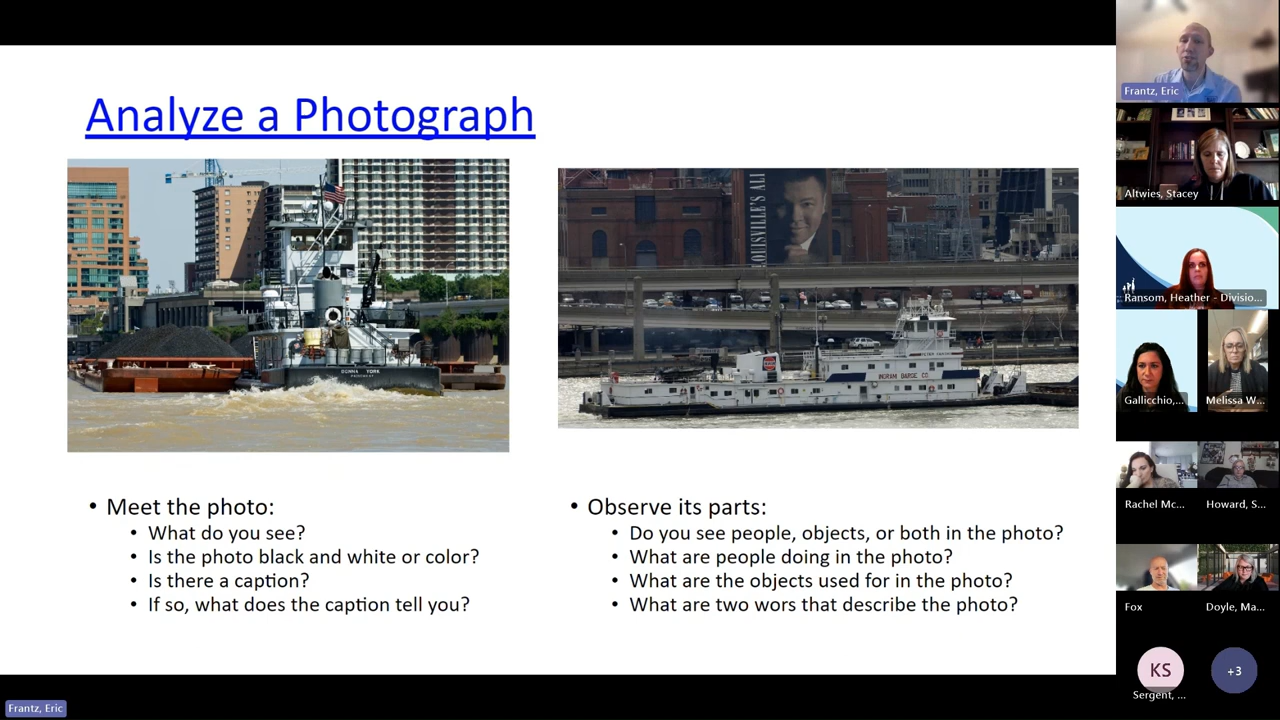 Analyze a Photograph
DONNA YORK
LOUISVILLE'S ALI
INGRAM BARGE CO.
• Meet the photo:
• What do you see?
• Is the photo black and white or color?
• Is there a caption?
• If so, what does the caption tell you?
• Observe its parts:
• Do you see people, objects, or both in the photo?
• What are people doing in the photo?
• What are the objects used for in the photo?
• What are two wors that describe the photo?
Frantz, Eric
Frantz, Eric
Altwies, Stacey
Ransom, Heather - Divisio...
Gallicchio,...
Melissa W...
Rachel Mc...
Howard, S...
Fox
Doyle, Ma...
KS
Sergent, ...
+3